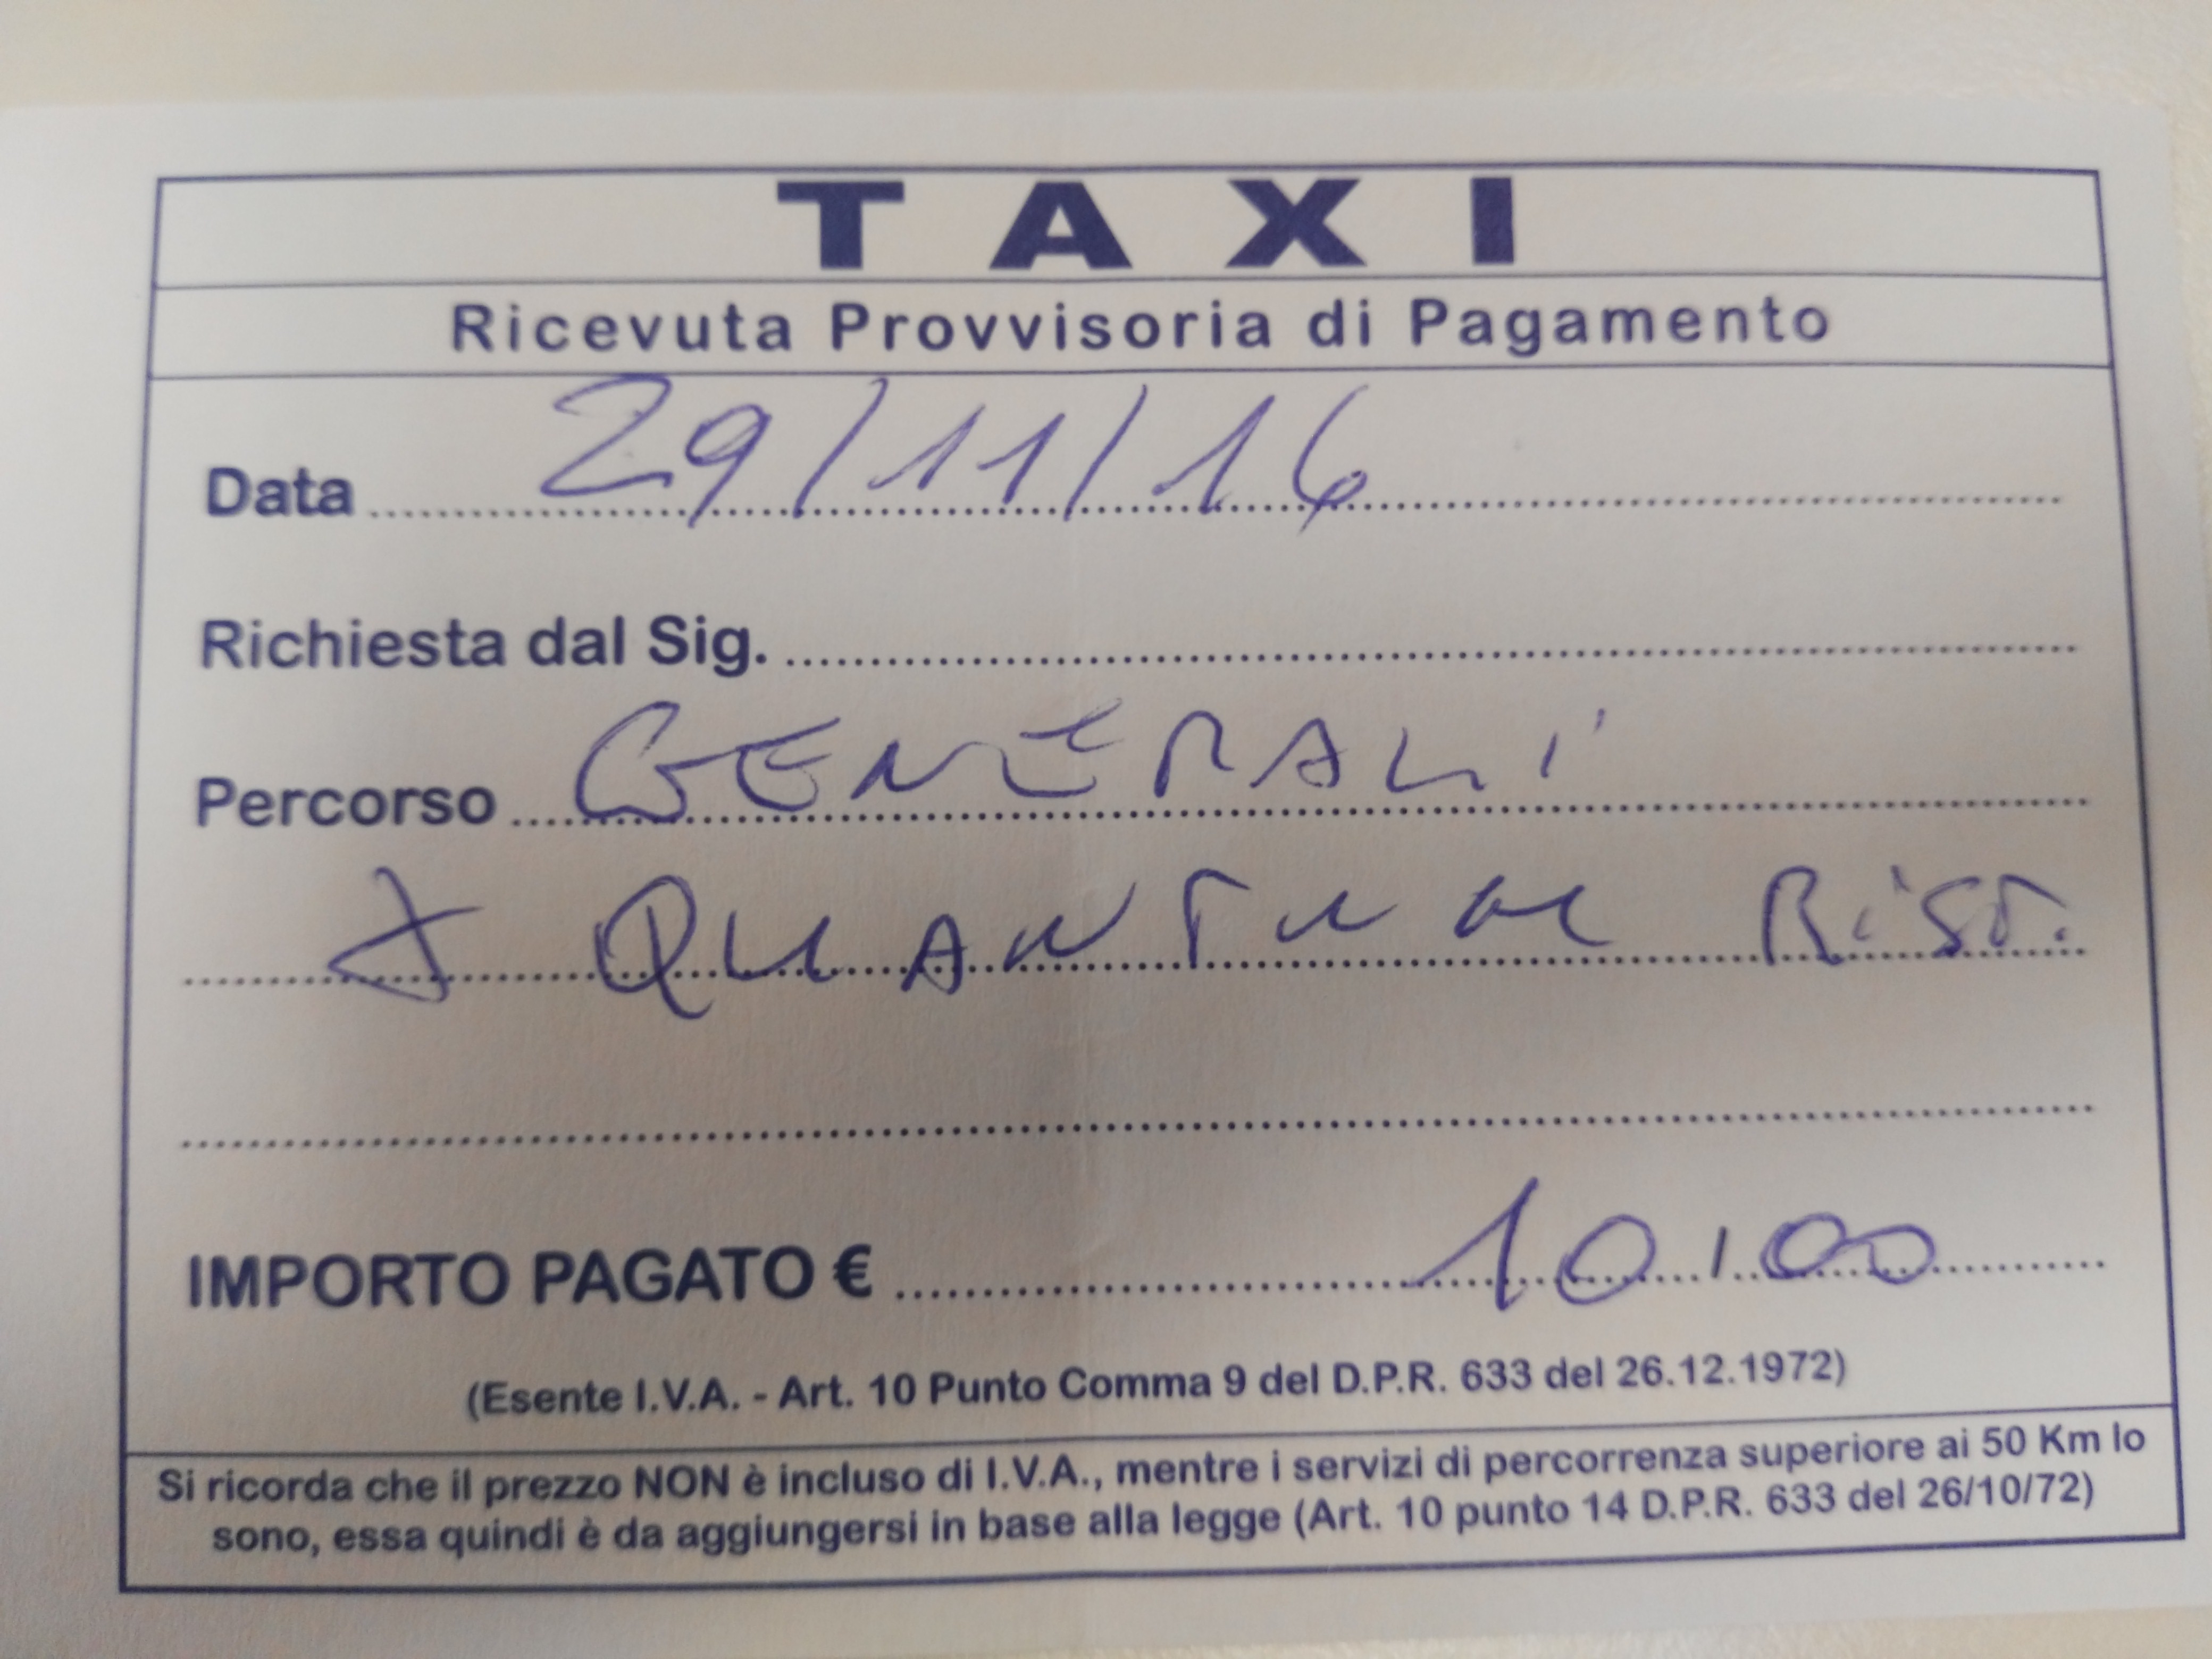 TAXI
Ricevuta Provvisoria di Pagamento
Data 29/11/16
Richiesta dal Sig.
Percorso GENERALI
X QUANTUM RIST.
IMPORTO PAGATO € 10,00
(Esente I.V.A. - Art. 10 Punto Comma 9 del D.P.R. 633 del 26.12.1972)
Si ricorda che il prezzo NON è incluso di I.V.A., mentre i servizi di percorrenza superiore ai 50 Km lo
sono, essa quindi è da aggiungersi in base alla legge (Art. 10 punto 14 D.P.R. 633 del 26/10/72)